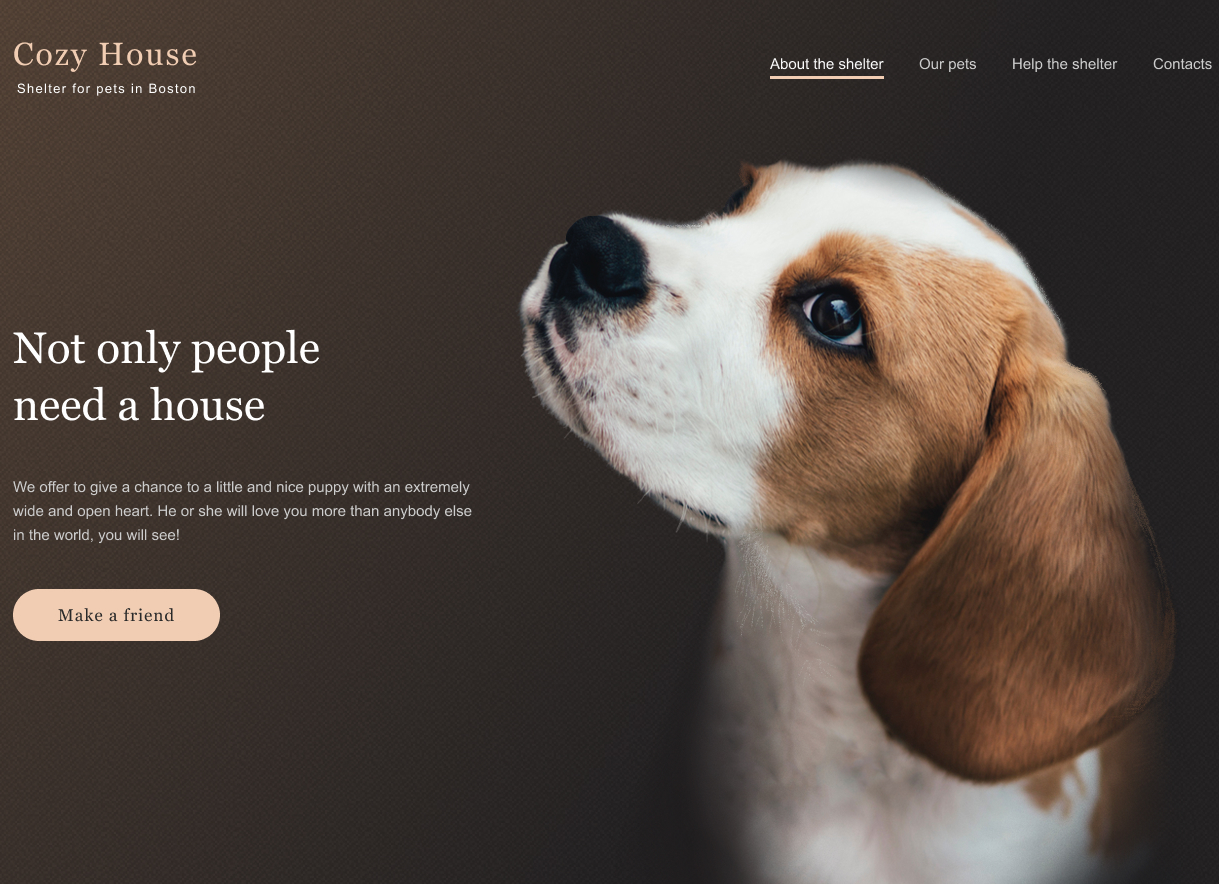 Cozy House
Shelter for pets in Boston
About the shelter
Our pets
Help the shelter
Contacts
Not only people
need a house
We offer to give a chance to a little and nice puppy with an extremely
wide and open heart. He or she will love you more than anybody else
in the world, you will see!
Make a friend